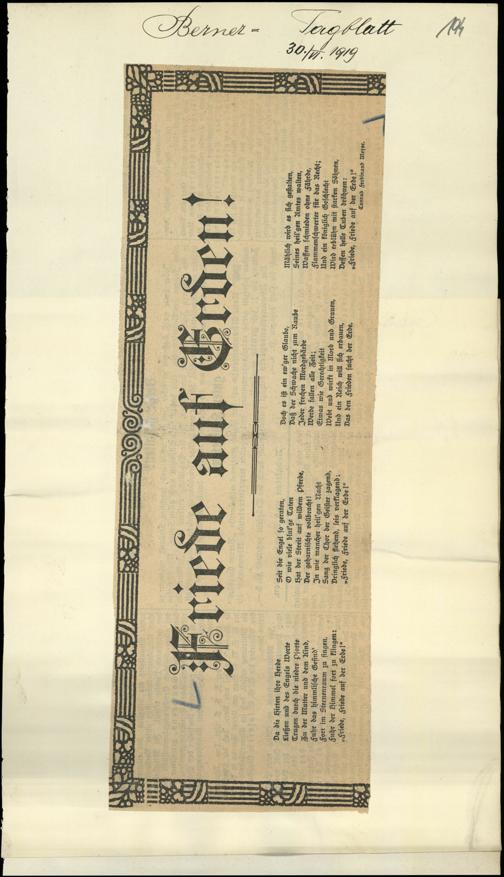 Berner-Tagblatt
30./VI. 1919
194
Friede auf Erden!
Da die Hirten ihre Herde
Ließen und des Engels Worte
Trugen durch die niedre Pforte
Zu der Mutter und dem Kind,
Fuhr das himmlische Gesind'
Fort im Sternenraum zu singen,
Fuhr der Himmel fort zu klingen:
„Friede, Friede auf der Erde!"
Seit die Engel so geraten,
O wie viele blut'ge Taten
Hat der Streit auf wildem Pferde,
Der geharnischte vollbracht!
In wie mancher heil'gen Nacht
Sang der Chor der Geister zagend,
Dringlich flehend, leis verklagend:
„Friede, Friede auf der Erde!"
Doch es ist ein ew'ger Glaube,
Daß der Schwache nicht zum Raube
Jeder frechen Mordgebärde
Werde fallen alle Zeit:
Etwas wie Gerechtigkeit
Webt und wirkt in Mord und Grauen,
Und ein Reich will sich erbauen,
Das den Frieden sucht der Erde.
Mählich wird es sich gestalten,
Seines heil'gen Amtes walten,
Waffen schmieden ohne Fährde,
Flammenschwerter für das Recht;
Und ein königlich Geschlecht
Wird erblühn mit starken Söhnen,
Dessen helle Tuben dröhnen:
„Friede, Friede auf der Erde!"
Conrad Ferdinand Meyer.